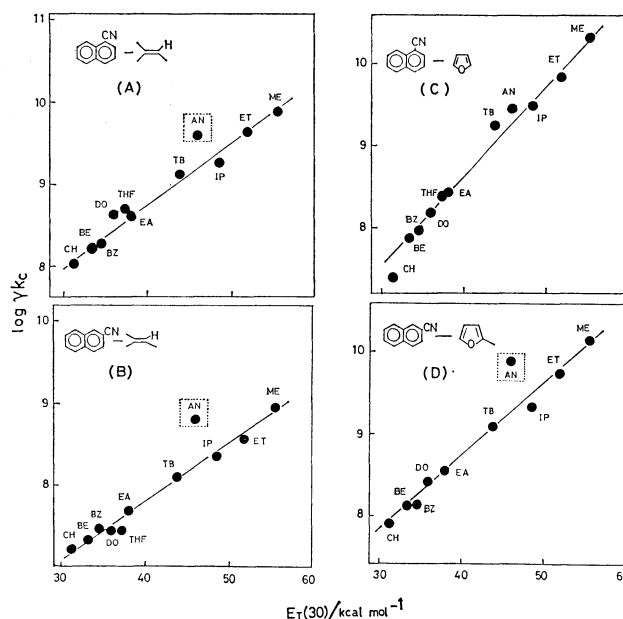 11
10
9
8
CN
H
(A)
CH
BE
BZ
DO
THF
EA
TB
AN
IP
ET
ME
10
9
8
CN
H
(B)
CH
BE
BZ
DO
EA
THF
TB
AN
IP
ET
ME
30
40
50
60
10
9
8
CN
O
(C)
CH
BZ
BE
DO
THF
EA
TB
AN
IP
ET
ME
10
9
8
CN
O
(D)
CH
BE
BZ
DO
EA
TB
AN
IP
ET
ME
30
40
50
60
log γkc
ET(30)/kcal mol⁻¹